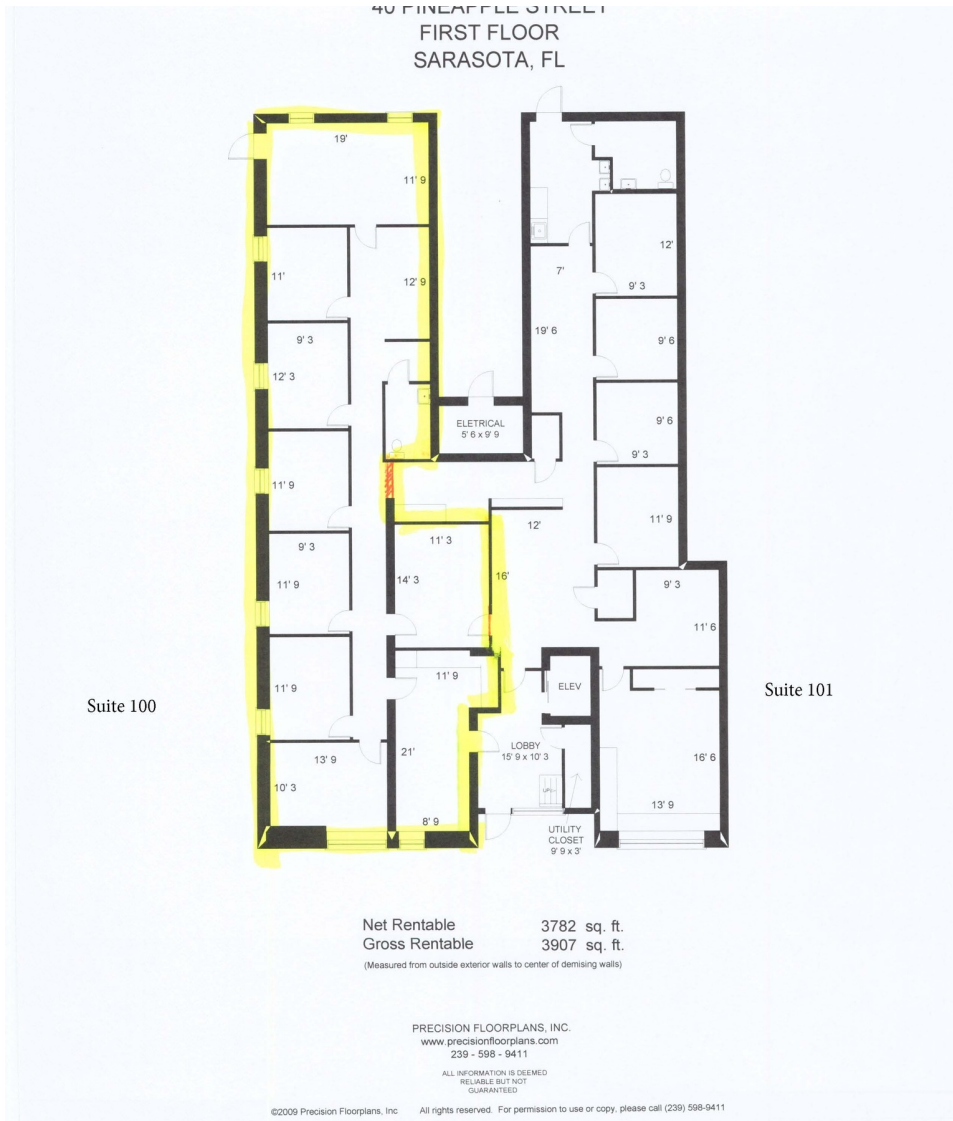 40 PINEAPPLE STREET
FIRST FLOOR
SARASOTA, FL
19'
11' 9
11'
12' 9
9' 3
12' 3
11' 9
9' 3
11' 9
11' 9
13' 9
10' 3
11' 3
14' 3
11' 9
21'
8' 9
ELETRICAL
5' 6 x 9' 9
12'
16'
7'
19' 6
12'
9' 3
9' 6
9' 6
9' 3
11' 9
9' 3
11' 6
ELEV
LOBBY
15' 9 x 10' 3
UP
UTILITY
CLOSET
9' 9 x 3'
16' 6
13' 9
Suite 100
Suite 101
Net Rentable 3782 sq. ft.
Gross Rentable 3907 sq. ft.
(Measured from outside exterior walls to center of demising walls)
PRECISION FLOORPLANS, INC.
www.precisionfloorplans.com
239 - 598 - 9411
ALL INFORMATION IS DEEMED
RELIABLE BUT NOT
GUARANTEED
©2009 Precision Floorplans, Inc All rights reserved. For permission to use or copy, please call (239) 598-9411